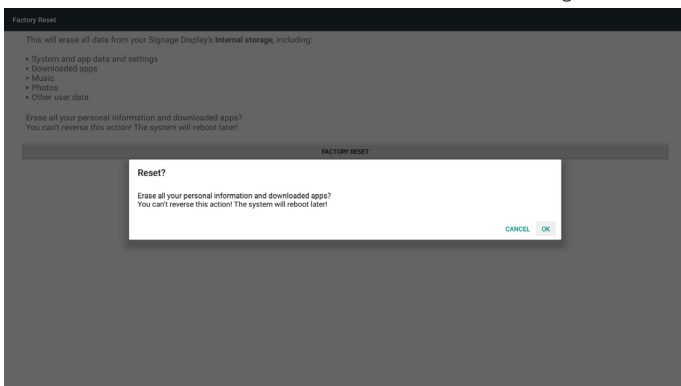 Factory Reset
This will erase all data from your Signage Display's internal storage, including:
• System and app data and settings
• Downloaded apps
• Music
• Photos
• Other user data
Erase all your personal information and downloaded apps?
You can't reverse this action! The system will reboot later!
FACTORY RESET
Reset?
Erase all your personal information and downloaded apps?
You can't reverse this action! The system will reboot later!
CANCEL OK